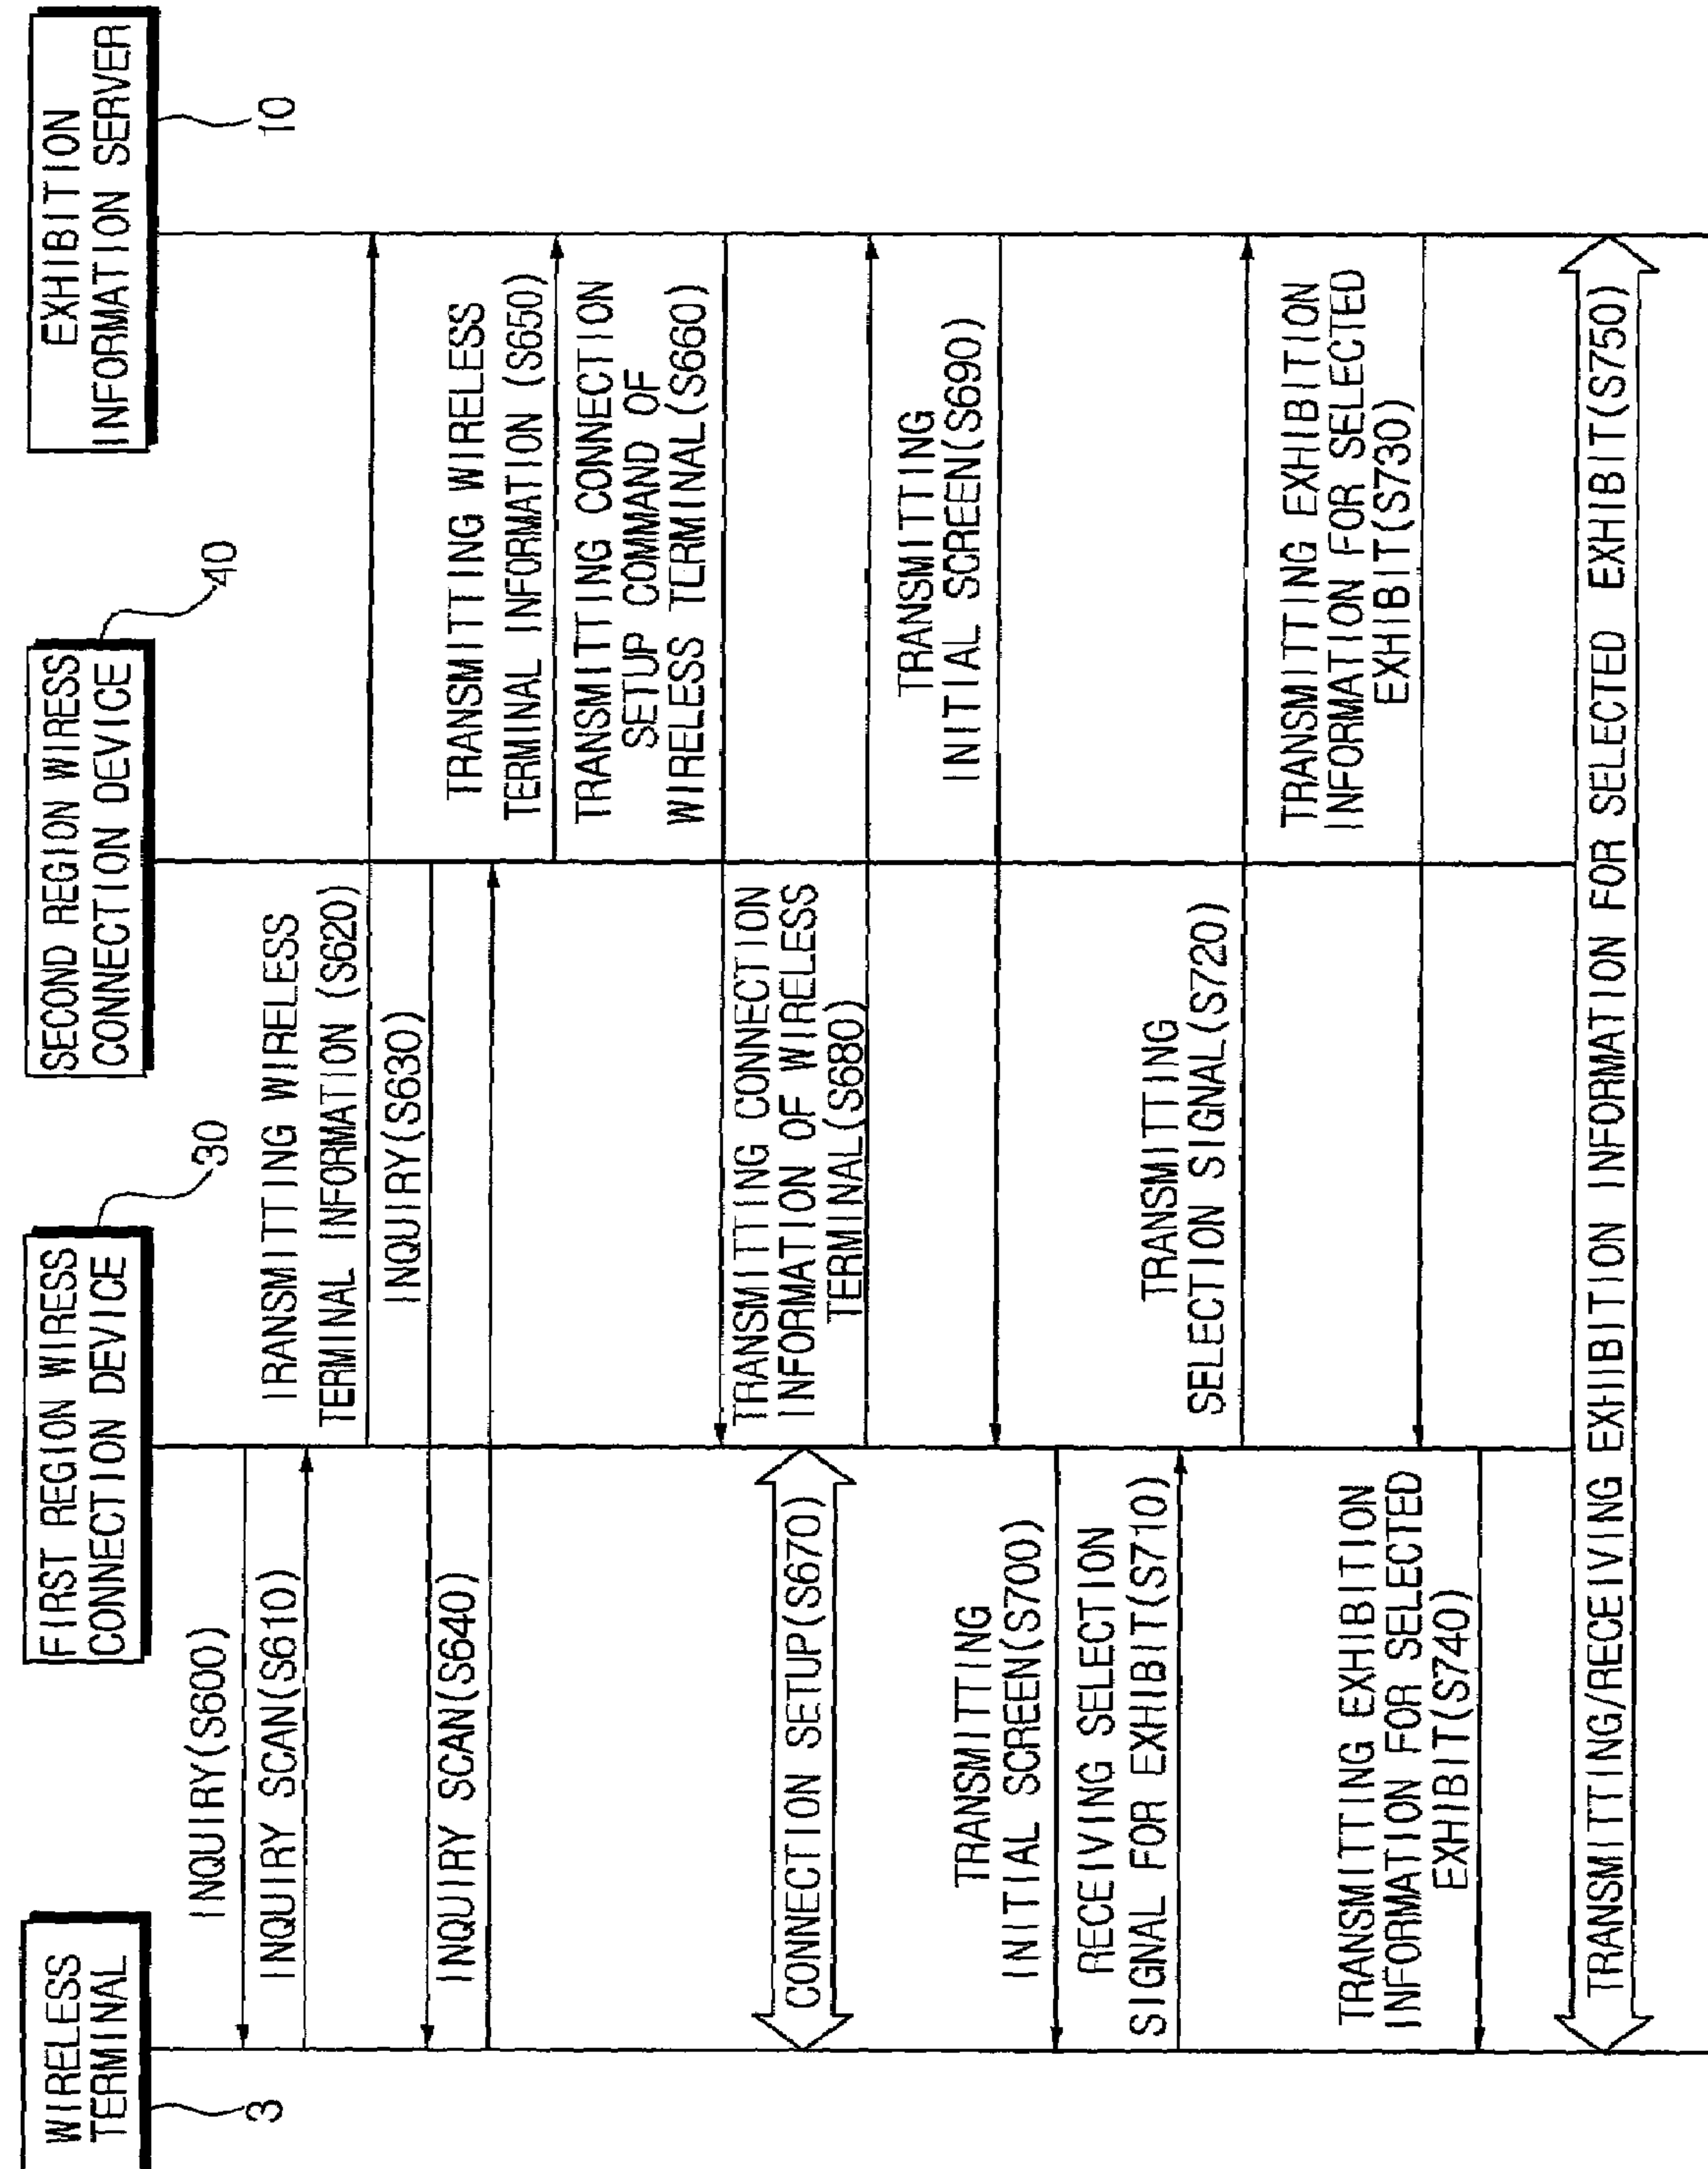 WIRELESS
TERMINAL
3
FIRST REGION WIRESS
CONNECTION DEVICE
30
SECOND REGION WIRESS
CONNECTION DEVICE
40
EXHIBITION
INFORMATION SERVER
10
INQUIRY(S600)
INQUIRY SCAN(S610)
TRANSMITTING WIRELESS
TERMINAL INFORMATION (S620)
INQUIRY(S630)
INQUIRY SCAN(S640)
TRANSMITTING WIRELESS
TERMINAL INFORMATION (S650)
TRANSMITTING CONNECTION
SETUP COMMAND OF
WIRELESS TERMINAL(S660)
CONNECTION SETUP(S670)
TRANSMITTING CONNECTION
INFORMATION OF WIRELESS
TERMINAL(S680)
TRANSMITTING
INITIAL SCREEN(S690)
TRANSMITTING
INITIAL SCREEN(S700)
RECEIVING SELECTION
SIGNAL FOR EXHIBIT(S710)
TRANSMITTING
SELECTION SIGNAL(S720)
TRANSMITTING EXHIBITION
INFORMATION FOR SELECTED
EXHIBIT(S730)
TRANSMITTING EXHIBITION
INFORMATION FOR SELECTED
EXHIBIT(S740)
TRANSMITTING/RECEIVING EXHIBITION INFORMATION FOR SELECTED EXHIBIT(S750)